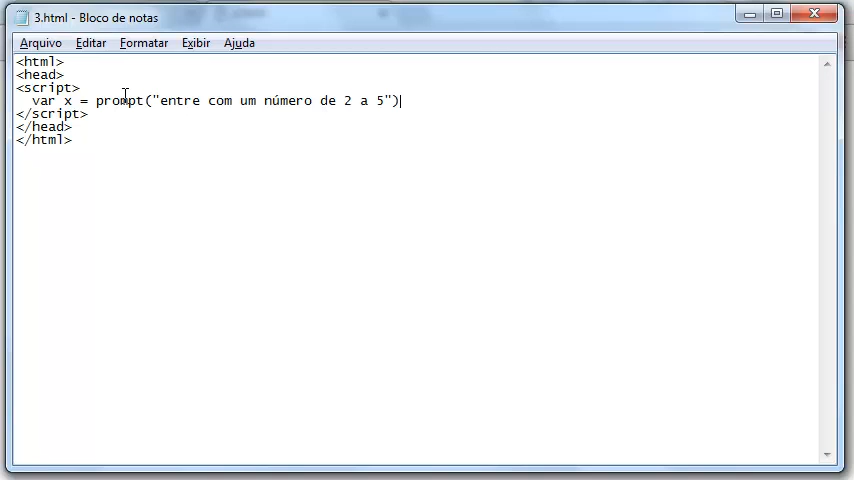 3.html - Bloco de notas
Arquivo Editar Formatar Exibir Ajuda
<html>
<head>
<script>
  var x = prompt("entre com um número de 2 a 5")
</script>
</head>
</html>